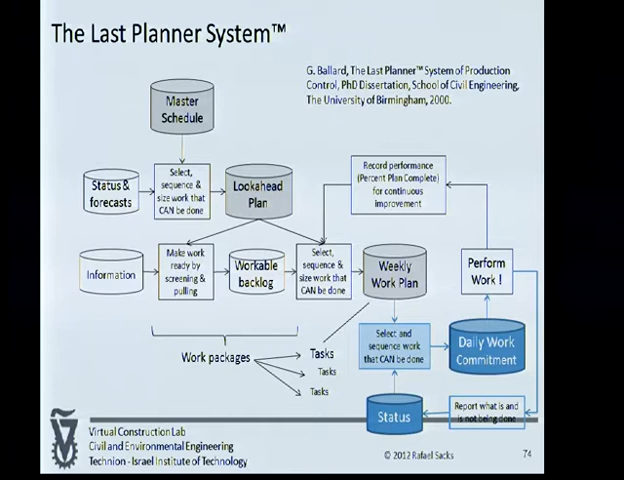 The Last Planner System™
G. Ballard, The Last Planner™ System of Production
Control, PhD Dissertation, School of Civil Engineering,
The University of Birmingham, 2000.
Master
Schedule
Status &
forecasts
Select,
sequence &
size work that
CAN be done
Lookahead
Plan
Record performance
(Percent Plan Complete)
for continuous
improvement
Information
Make work
ready by
screening &
pulling
Workable
backlog
Select,
sequence &
size work that
CAN be done
Weekly
Work Plan
Perform
Work !
Select and
sequence work
that CAN be done
Daily Work
Commitment
Work packages
Tasks
Tasks
Tasks
Status
Report what is and
is not being done
Virtual Construction Lab
Civil and Environmental Engineering
Technion - Israel Institute of Technology
© 2012 Rafael Sacks
74